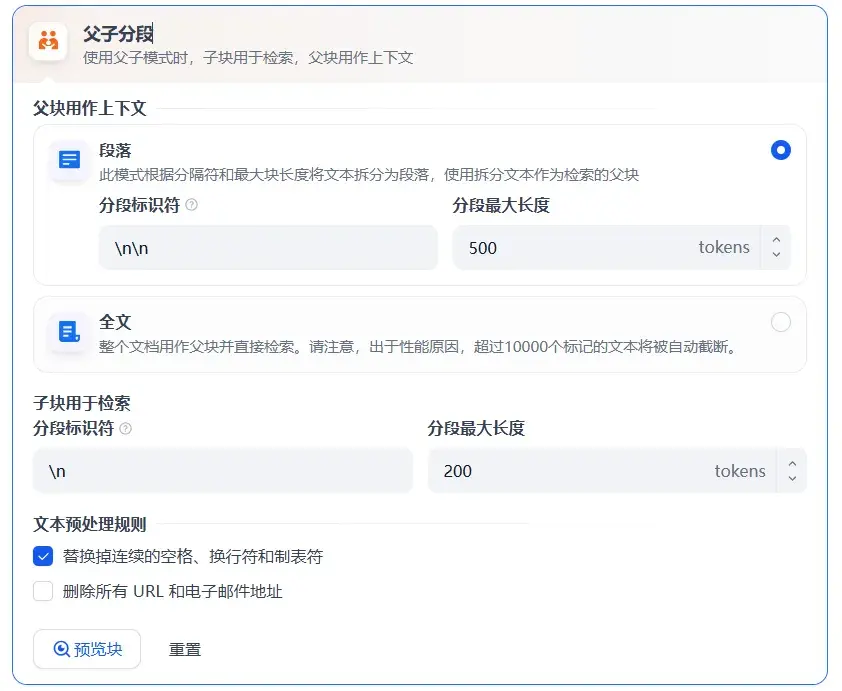 父子分段
使用父子模式时，子块用于检索，父块用作上下文
父块用作上下文
段落
此模式根据分隔符和最大块长度将文本拆分为段落，使用拆分文本作为检索的父块
分段标识符 分段最大长度
\n\n 500 tokens
全文
整个文档用作父块并直接检索。请注意，出于性能原因，超过10000个标记的文本将被自动截断。
子块用于检索
分段标识符 分段最大长度
\n 200 tokens
文本预处理规则
替换掉连续的空格、换行符和制表符
删除所有 URL 和电子邮件地址
预览块 重置